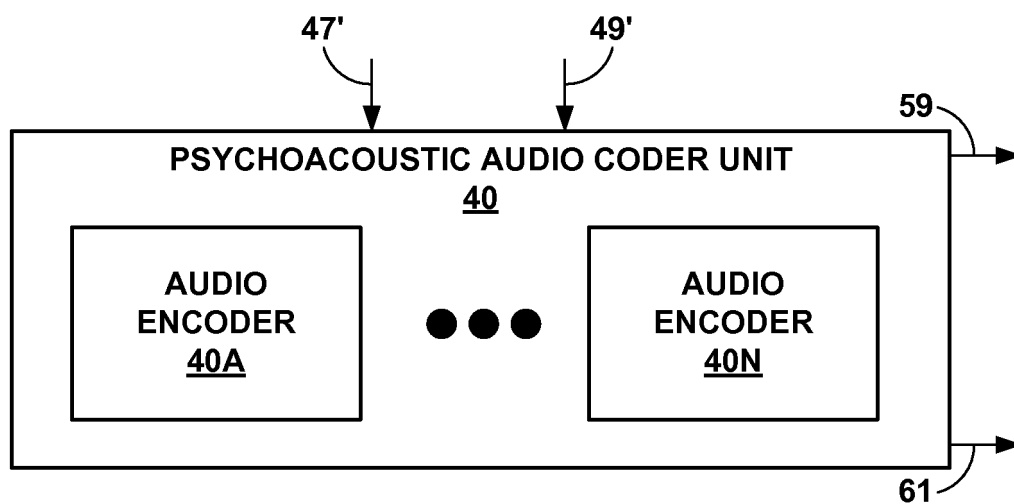 47'
49'
59
PSYCHOACOUSTIC AUDIO CODER UNIT
40
AUDIO
ENCODER
40A
AUDIO
ENCODER
40N
61